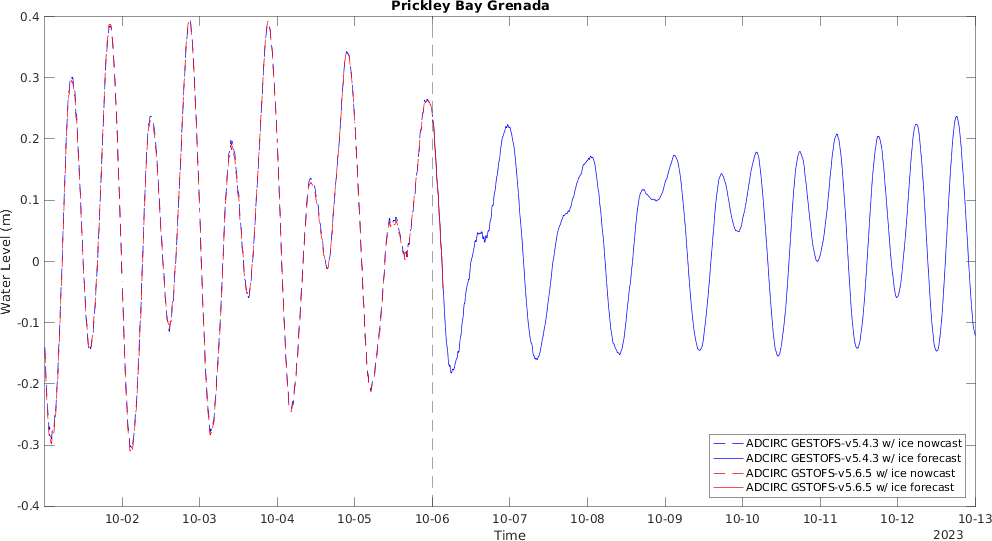 Prickley Bay Grenada
0.4
0.3
0.2
0.1
0
-0.1
-0.2
-0.3
-0.4
Water Level (m)
ADCIRC GESTOFS-v5.4.3 w/ ice nowcast
ADCIRC GESTOFS-v5.4.3 w/ ice forecast
ADCIRC GSTOFS-v5.6.5 w/ ice nowcast
ADCIRC GSTOFS-v5.6.5 w/ ice forecast
10-02 10-03 10-04 10-05 10-06 10-07 10-08 10-09 10-10 10-11 10-12 10-13
Time
2023